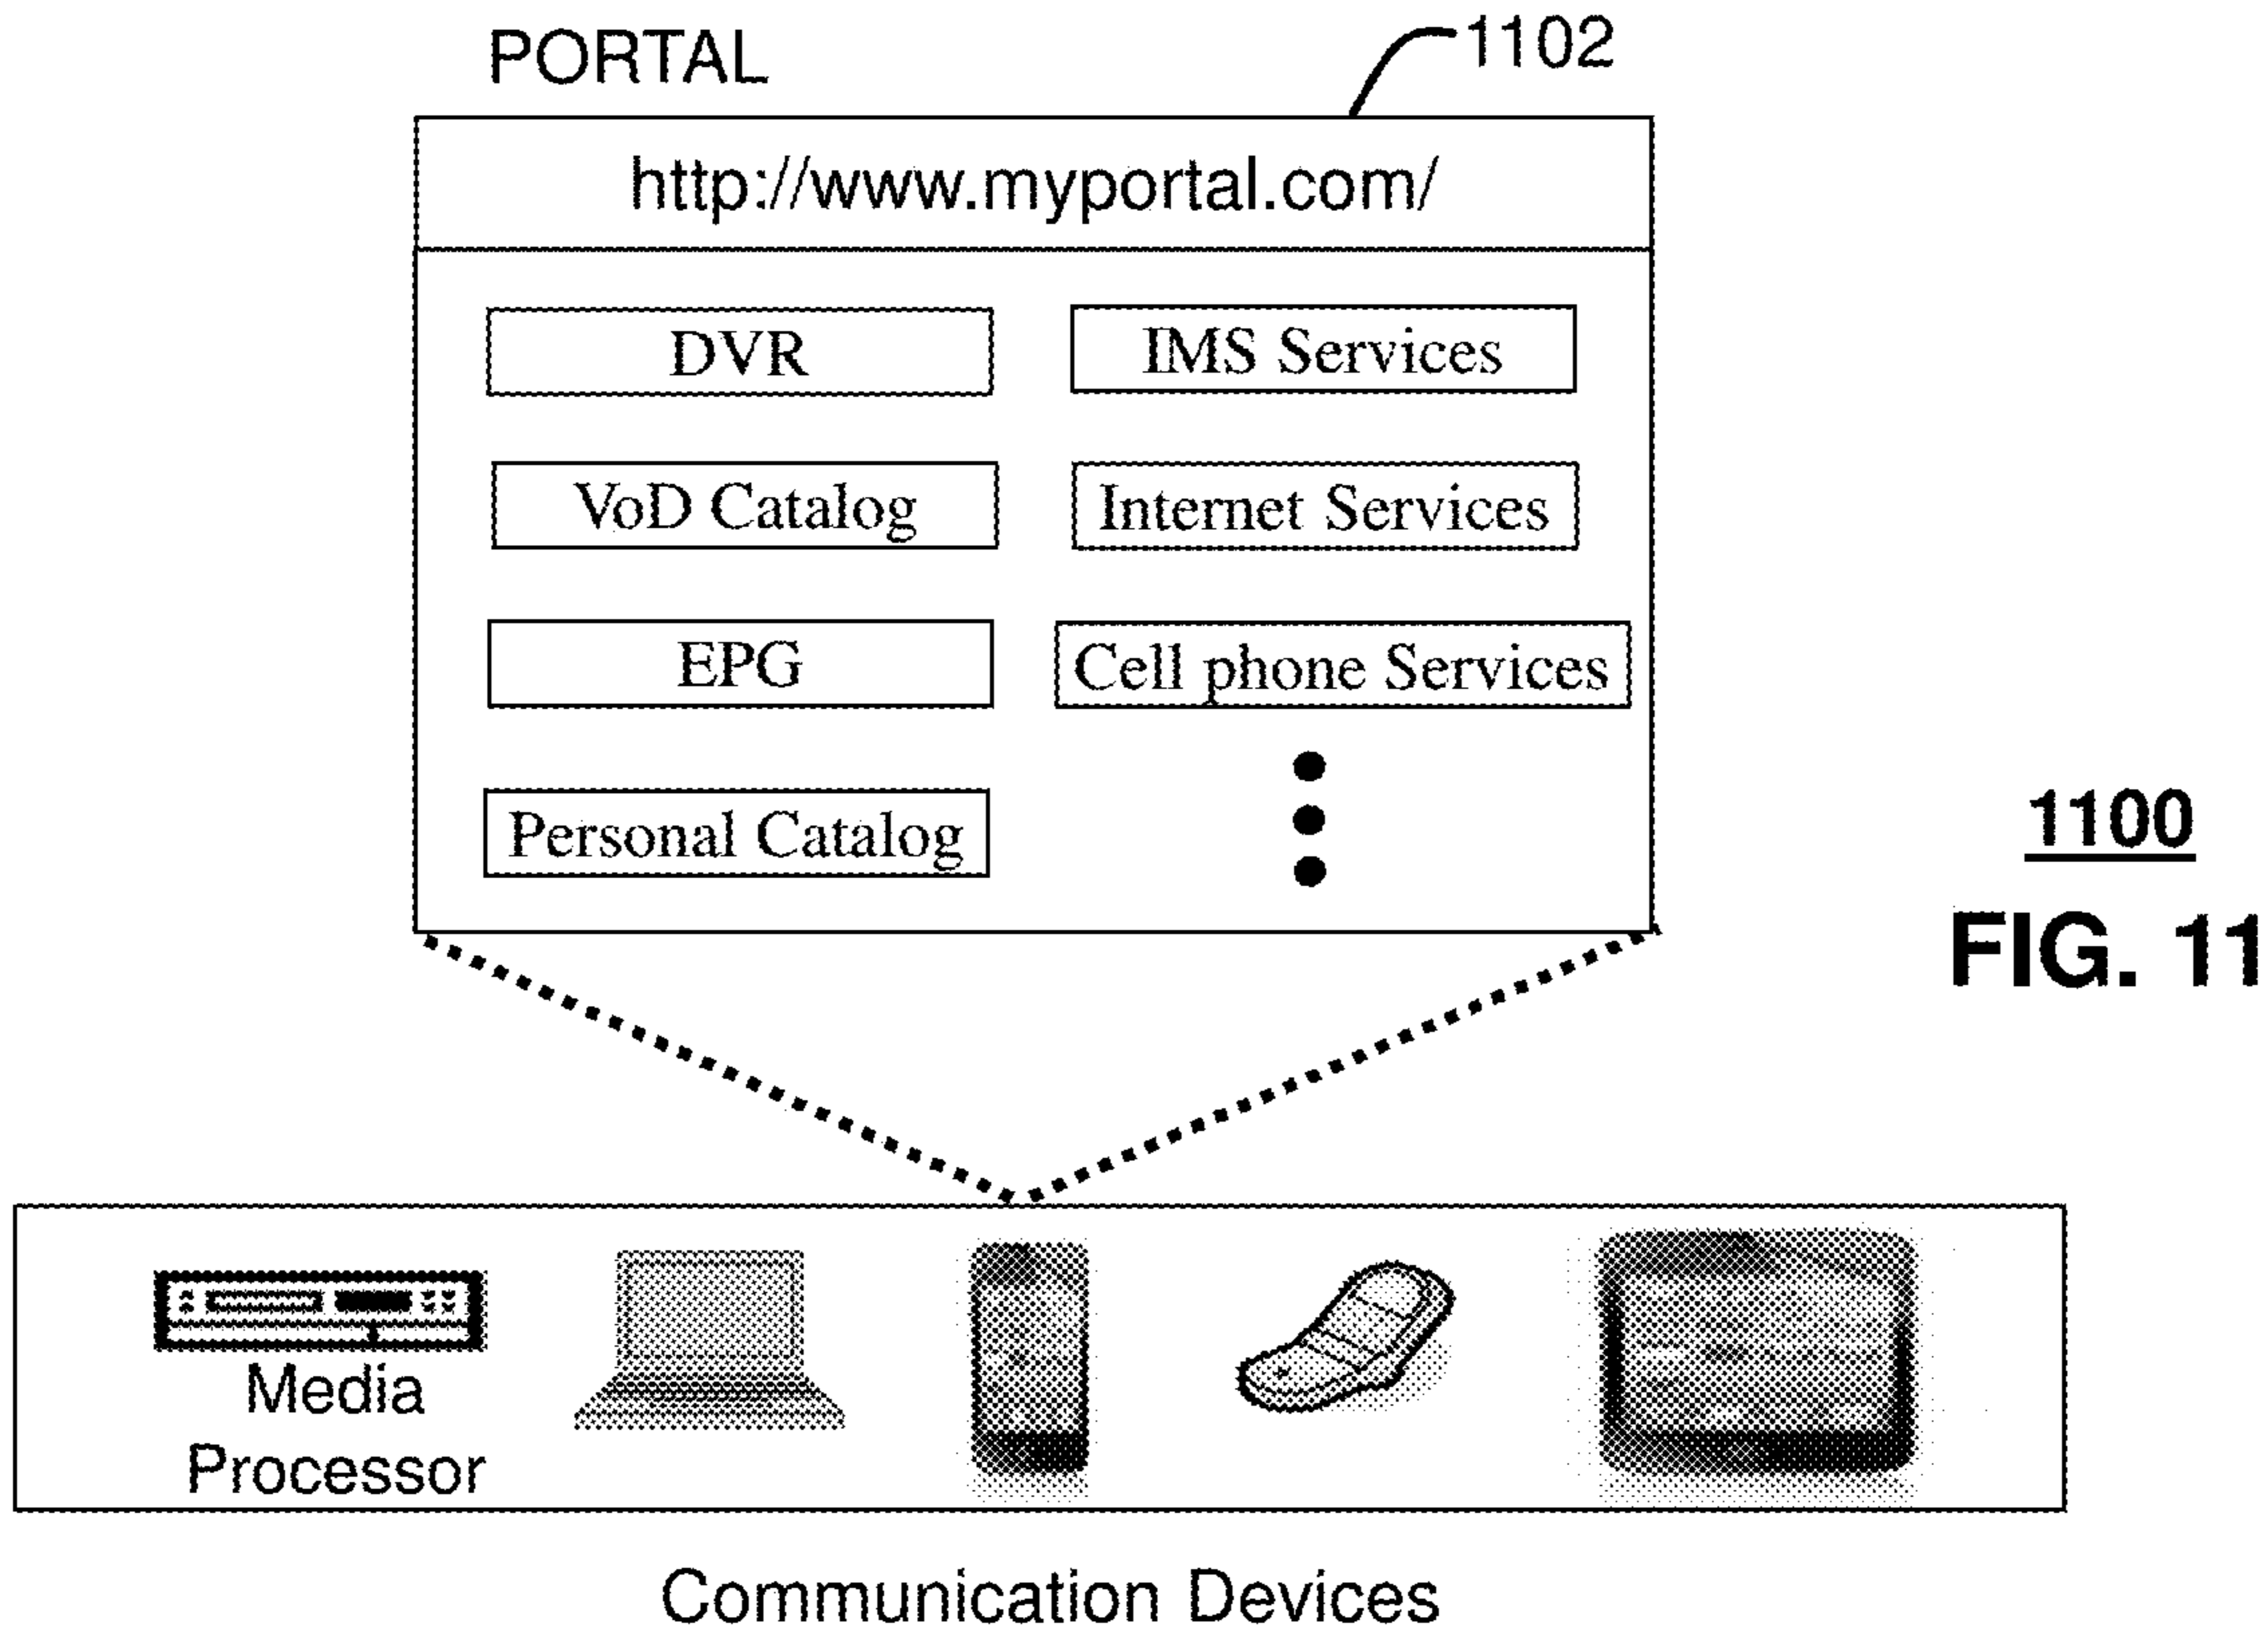 PORTAL
1102
http://www.myportal.com/
DVR
IMS Services
VoD Catalog
Internet Services
EPG
Cell phone Services
Personal Catalog
1100
FIG. 11
Media
Processor
Communication Devices